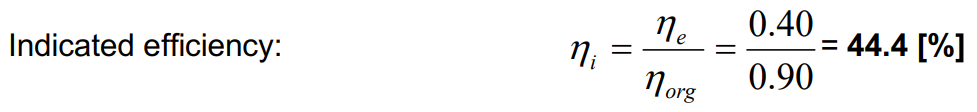 Indicated efficiency: η_i = η_e / η_org = 0.40 / 0.90 = 44.4 [%]